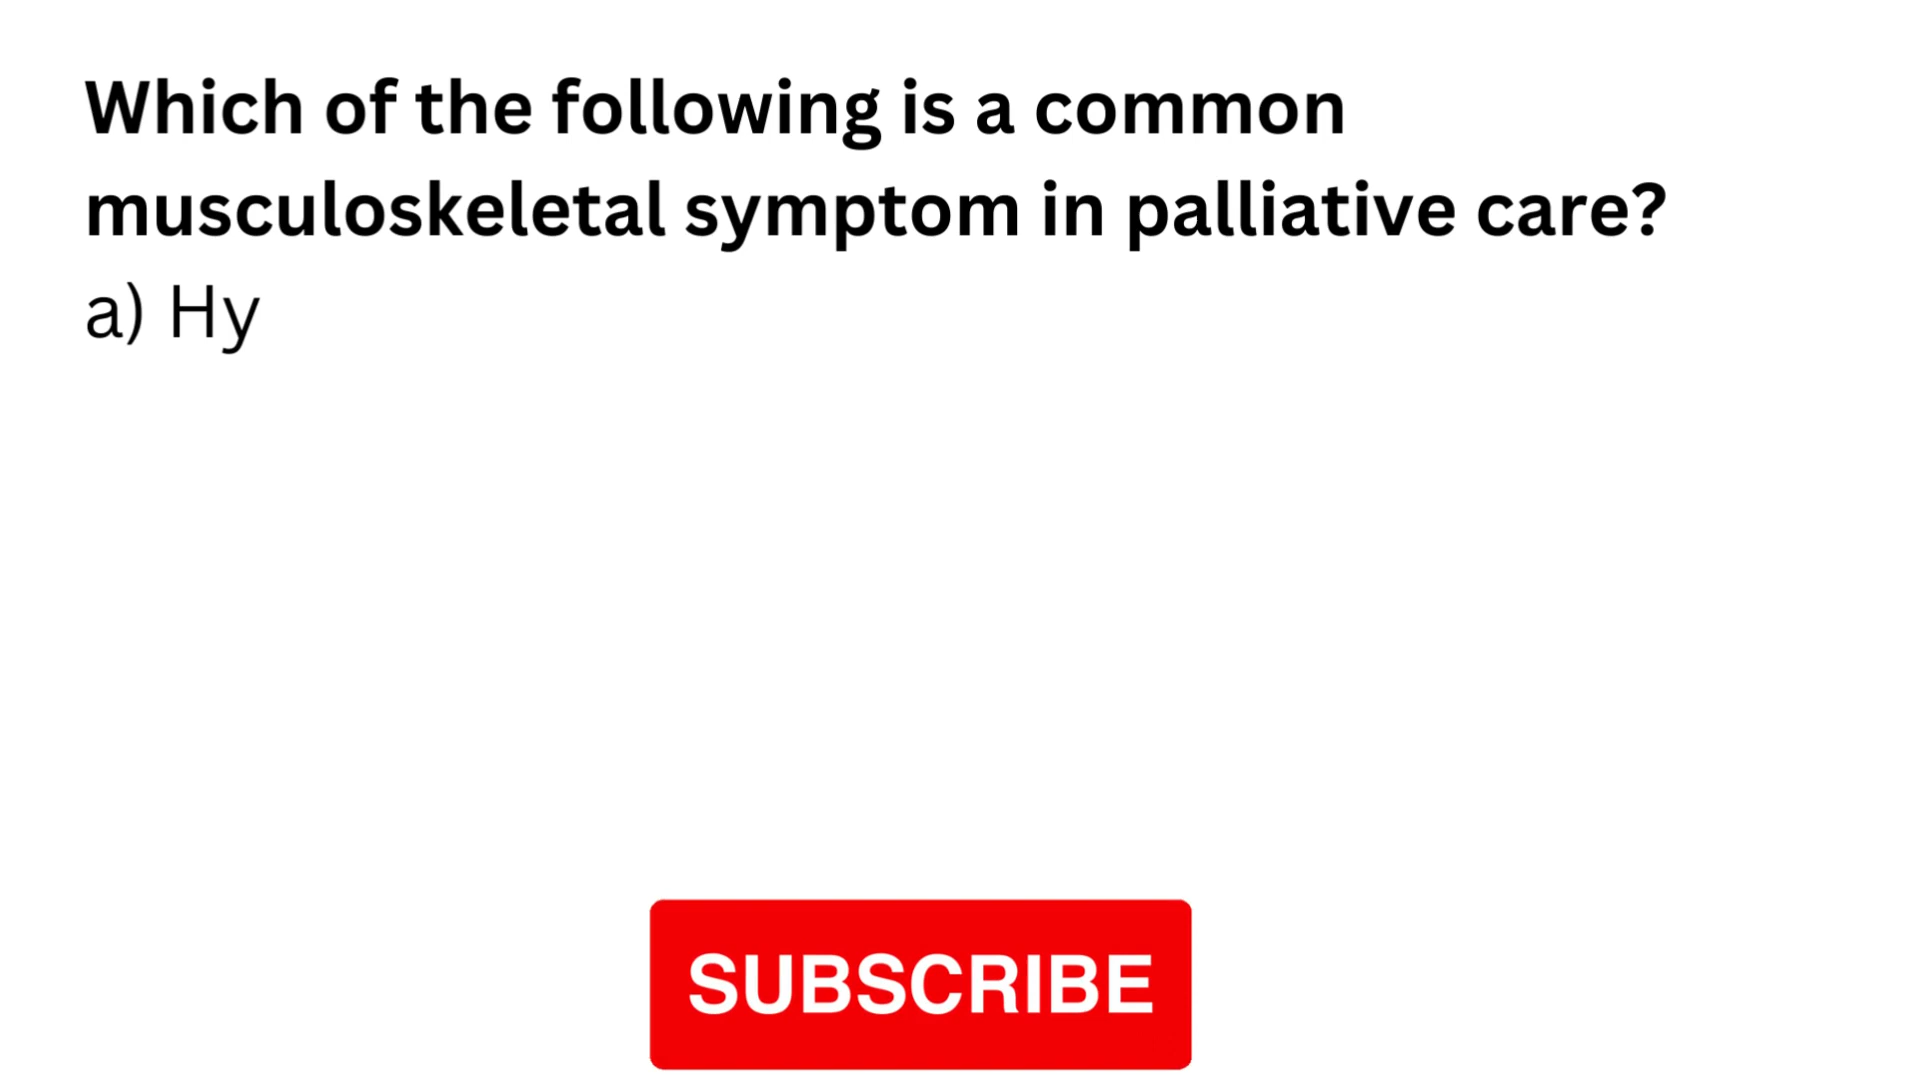 Which of the following is a common
musculoskeletal symptom in palliative care?
a) Hy
SUBSCRIBE